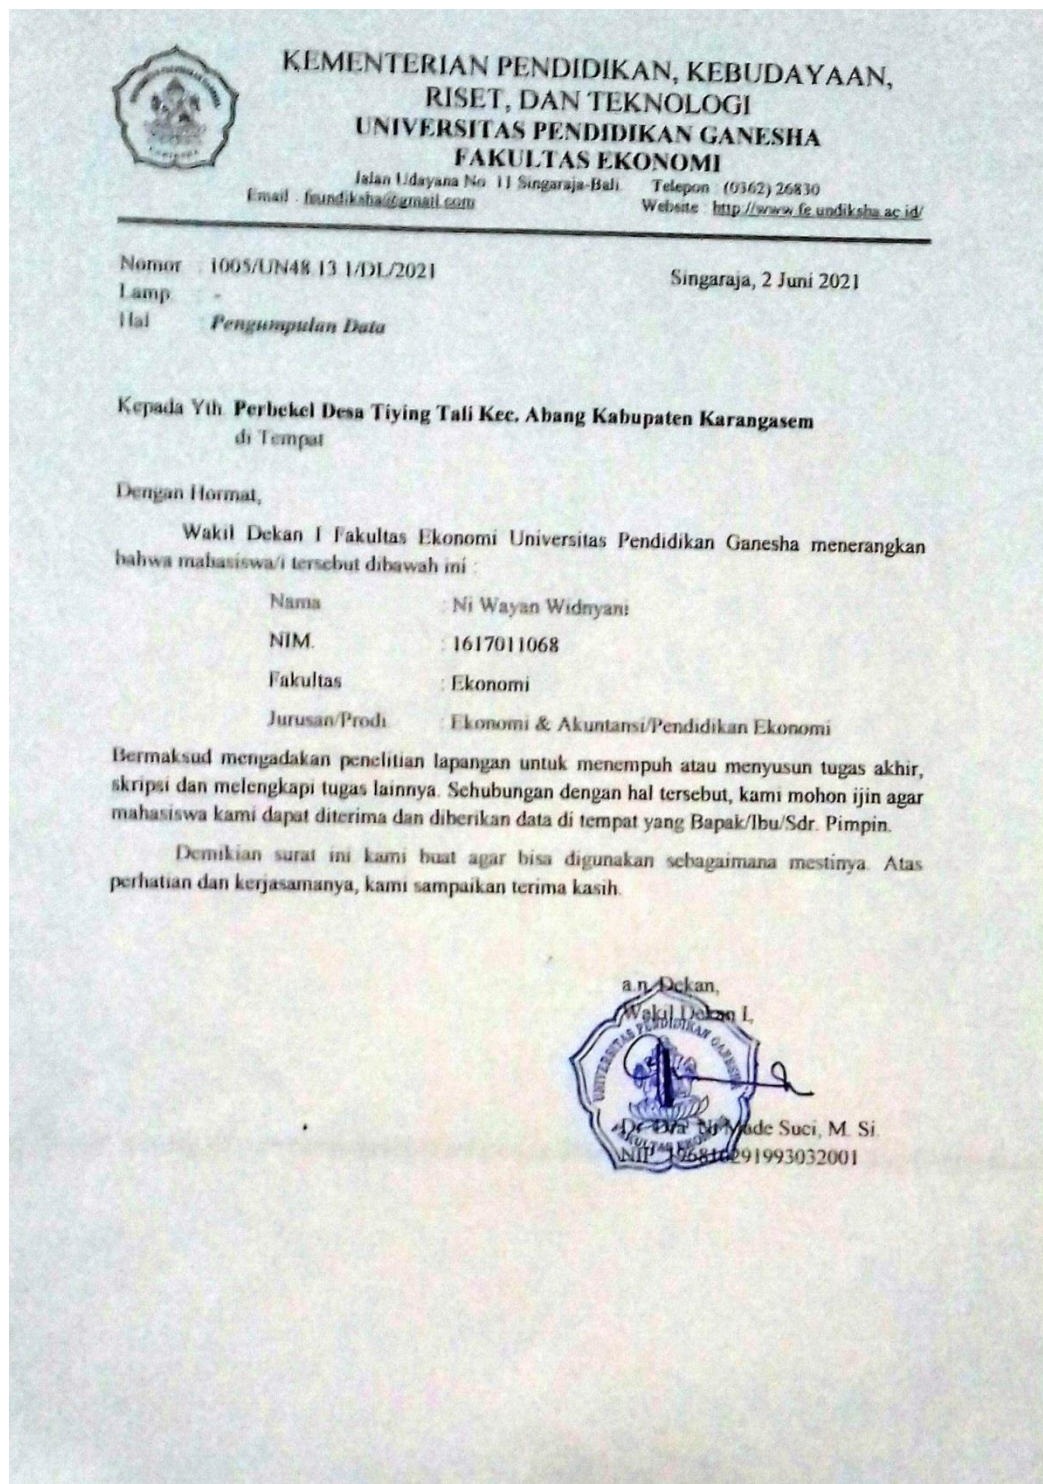 KEMENTERIAN PENDIDIKAN, KEBUDAYAAN,
RISET, DAN TEKNOLOGI
UNIVERSITAS PENDIDIKAN GANESHA
FAKULTAS EKONOMI
Jalan Udayana No. 11 Singaraja-Bali Telepon : (0362) 26830
Email : feundiksha@gmail.com Website : http://www.fe.undiksha.ac.id/
Nomor : 1005/UN48.13.1/DL/2021 Singaraja, 2 Juni 2021
Lamp : -
Hal : Pengumpulan Data
Kepada Yth. Perbekel Desa Tiying Tali Kec. Abang Kabupaten Karangasem
di Tempat
Dengan Hormat,
Wakil Dekan I Fakultas Ekonomi Universitas Pendidikan Ganesha menerangkan
bahwa mahasiswa/i tersebut dibawah ini :
Nama : Ni Wayan Widnyani
NIM. : 1617011068
Fakultas : Ekonomi
Jurusan/Prodi : Ekonomi & Akuntansi/Pendidikan Ekonomi
Bermaksud mengadakan penelitian lapangan untuk menempuh atau menyusun tugas akhir,
skripsi dan melengkapi tugas lainnya. Sehubungan dengan hal tersebut, kami mohon ijin agar
mahasiswa kami dapat diterima dan diberikan data di tempat yang Bapak/Ibu/Sdr. Pimpin.
Demikian surat ini kami buat agar bisa digunakan sebagaimana mestinya. Atas
perhatian dan kerjasamanya, kami sampaikan terima kasih.
a.n. Dekan,
Wakil Dekan I,
UNIVERSITAS PENDIDIKAN GANESHA
FAKULTAS EKONOMI
Dr. Dra. Ni Made Suci, M. Si.
NIP. 196810291993032001